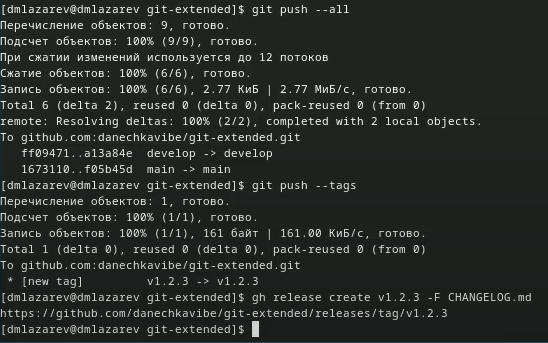 [dmlazarev@dmlazarev git-extended]$ git push --all
Перечисление объектов: 9, готово.
Подсчет объектов: 100% (9/9), готово.
При сжатии изменений используется до 12 потоков
Сжатие объектов: 100% (6/6), готово.
Запись объектов: 100% (6/6), 2.77 КиБ | 2.77 МиБ/с, готово.
Total 6 (delta 2), reused 0 (delta 0), pack-reused 0 (from 0)
remote: Resolving deltas: 100% (2/2), completed with 2 local objects.
To github.com:danechkavibe/git-extended.git
   ff09471..a13a84e  develop -> develop
   1673110..f05b45d  main -> main
[dmlazarev@dmlazarev git-extended]$ git push --tags
Перечисление объектов: 1, готово.
Подсчет объектов: 100% (1/1), готово.
Запись объектов: 100% (1/1), 161 байт | 161.00 КиБ/с, готово.
Total 1 (delta 0), reused 0 (delta 0), pack-reused 0 (from 0)
To github.com:danechkavibe/git-extended.git
 * [new tag]         v1.2.3 -> v1.2.3
[dmlazarev@dmlazarev git-extended]$ gh release create v1.2.3 -F CHANGELOG.md
https://github.com/danechkavibe/git-extended/releases/tag/v1.2.3
[dmlazarev@dmlazarev git-extended]$